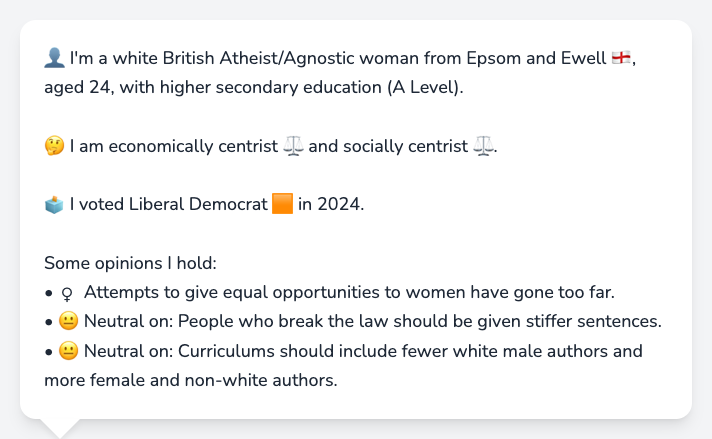 👤 I'm a white British Atheist/Agnostic woman from Epsom and Ewell 🏴󠁧󠁢󠁥󠁮󠁧󠁿,
aged 24, with higher secondary education (A Level).
🤔 I am economically centrist ⚖️ and socially centrist ⚖️.
🗳️ I voted Liberal Democrat 🟧 in 2024.
Some opinions I hold:
• ♀️ Attempts to give equal opportunities to women have gone too far.
• 😐 Neutral on: People who break the law should be given stiffer sentences.
• 😐 Neutral on: Curriculums should include fewer white male authors and
more female and non-white authors.